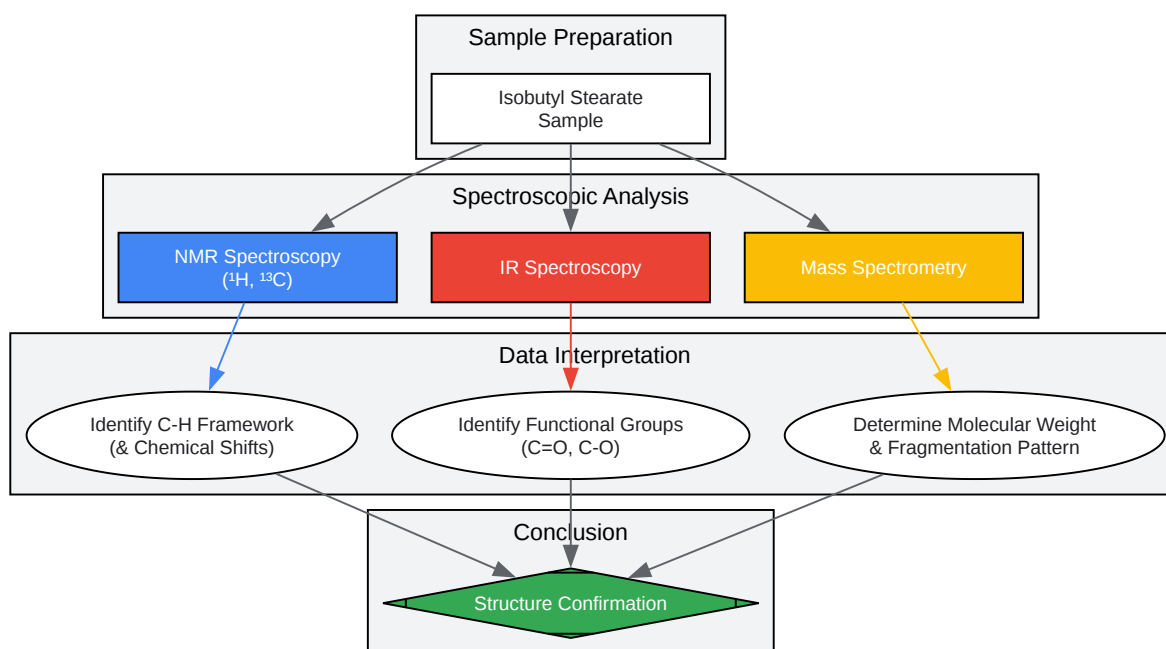 Sample Preparation
Isobutyl Stearate
Sample
Spectroscopic Analysis
NMR Spectroscopy
(¹H, ¹³C)
IR Spectroscopy
Mass Spectrometry
Data Interpretation
Identify C-H Framework
(& Chemical Shifts)
Identify Functional Groups
(C=O, C-O)
Determine Molecular Weight
& Fragmentation Pattern
Conclusion
Structure Confirmation